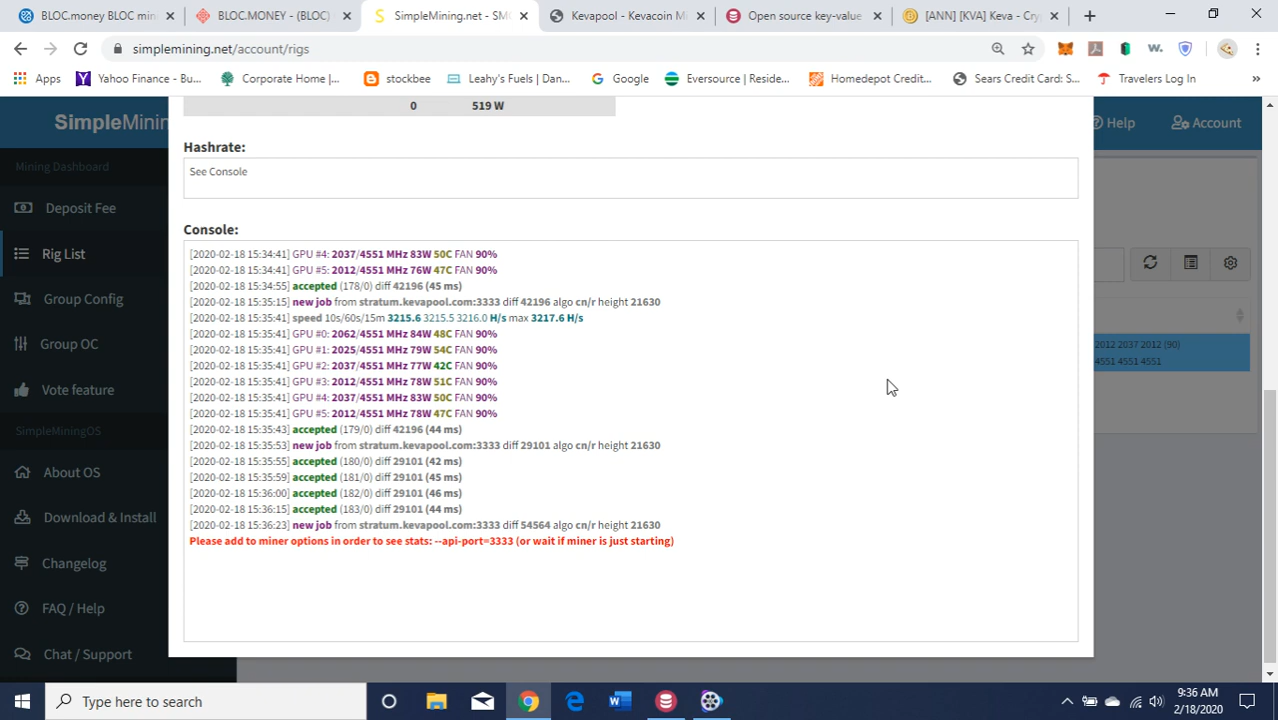 BLOC.money BLOC min
BLOC.MONEY - (BLOC)
SimpleMining.net - SM
Kevapool - Kevacoin M
Open source key-value
[ANN] [KVA] Keva - Cry
simplemining.net/account/rigs
Apps
Yahoo Finance - Bu...
Corporate Home |...
stockbee
Leahy's Fuels | Dan...
Google
Eversource | Reside...
Homedepot Credit...
Sears Credit Card: S...
Travelers Log In
SimpleMinin
Help
Account
Mining Dashboard
Deposit Fee
Rig List
Group Config
Group OC
Vote feature
SimpleMiningOS
About OS
Download & Install
Changelog
FAQ / Help
Chat / Support
0 519 W
Hashrate:
See Console
Console:
[2020-02-18 15:34:41] GPU #4: 2037/4551 MHz 83W 50C FAN 90%
[2020-02-18 15:34:41] GPU #5: 2012/4551 MHz 76W 47C FAN 90%
[2020-02-18 15:34:55] accepted (178/0) diff 42196 (45 ms)
[2020-02-18 15:35:15] new job from stratum.kevapool.com:3333 diff 42196 algo cn/r height 21630
[2020-02-18 15:35:41] speed 10s/60s/15m 3215.6 3215.5 3216.0 H/s max 3217.6 H/s
[2020-02-18 15:35:41] GPU #0: 2062/4551 MHz 84W 48C FAN 90%
[2020-02-18 15:35:41] GPU #1: 2025/4551 MHz 79W 54C FAN 90%
[2020-02-18 15:35:41] GPU #2: 2037/4551 MHz 77W 42C FAN 90%
[2020-02-18 15:35:41] GPU #3: 2012/4551 MHz 78W 51C FAN 90%
[2020-02-18 15:35:41] GPU #4: 2037/4551 MHz 83W 50C FAN 90%
[2020-02-18 15:35:41] GPU #5: 2012/4551 MHz 78W 47C FAN 90%
[2020-02-18 15:35:43] accepted (179/0) diff 42196 (44 ms)
[2020-02-18 15:35:53] new job from stratum.kevapool.com:3333 diff 29101 algo cn/r height 21630
[2020-02-18 15:35:55] accepted (180/0) diff 29101 (42 ms)
[2020-02-18 15:35:59] accepted (181/0) diff 29101 (45 ms)
[2020-02-18 15:36:00] accepted (182/0) diff 29101 (46 ms)
[2020-02-18 15:36:15] accepted (183/0) diff 29101 (44 ms)
[2020-02-18 15:36:23] new job from stratum.kevapool.com:3333 diff 54564 algo cn/r height 21630
Please add to miner options in order to see stats: --api-port=3333 (or wait if miner is just starting)
2012 2037 2012 (90)
4551 4551 4551
Type here to search
9:36 AM
2/18/2020